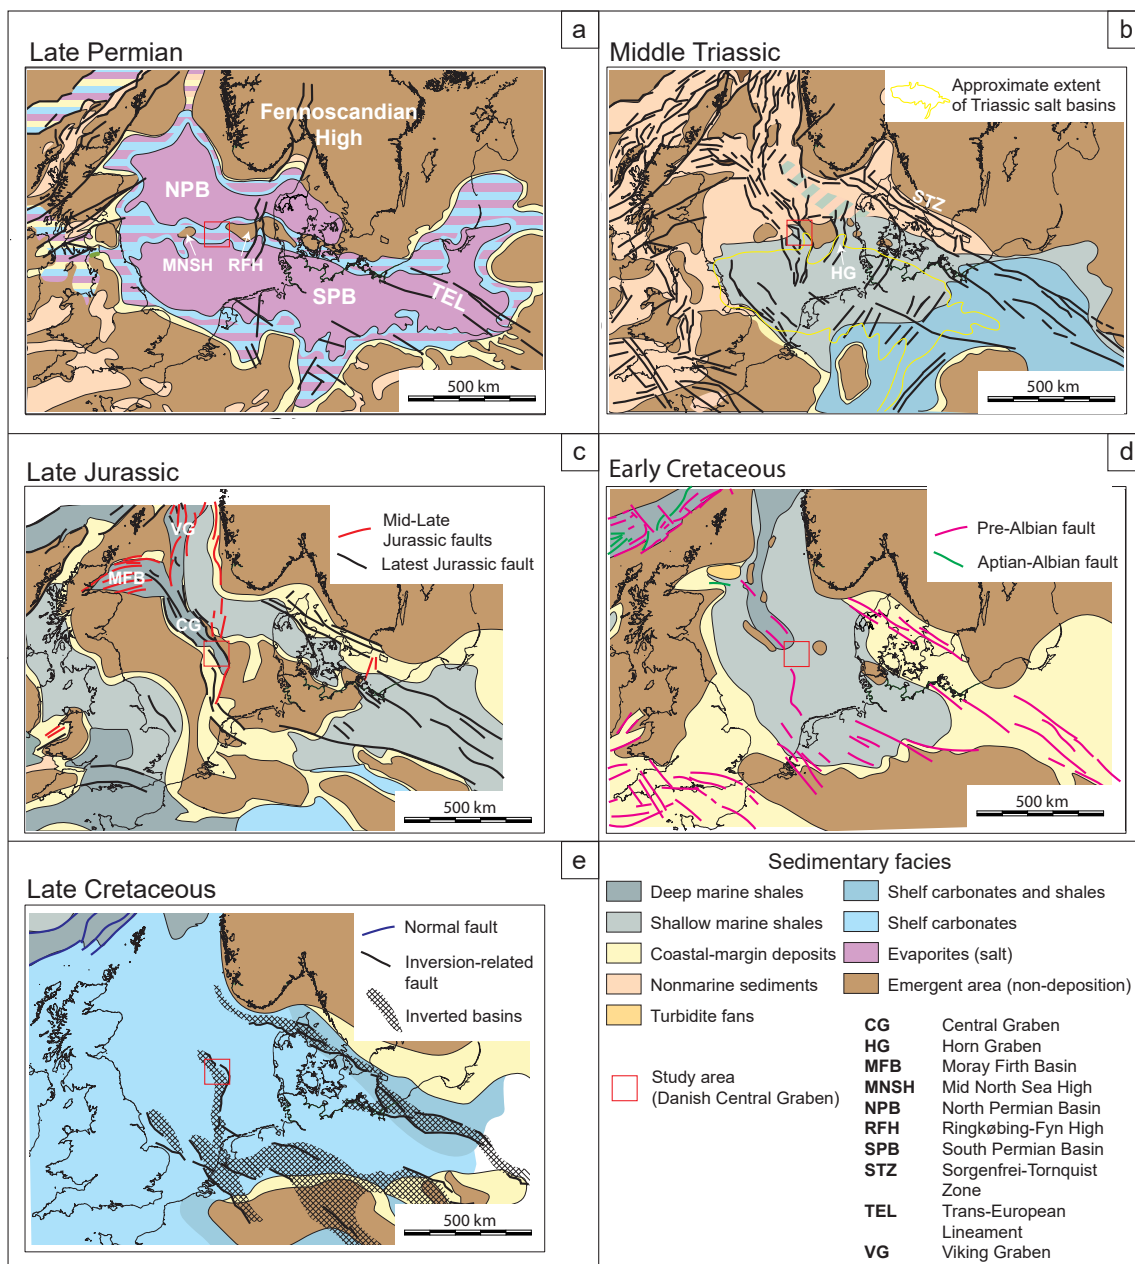 a
Late Permian
Fennoscandian
High
NPB
MNSH
RFH
SPB
TEL
500 km
b
Middle Triassic
Approximate extent
of Triassic salt basins
STZ
HG
500 km
c
Late Jurassic
VG
MFB
CG
Mid-Late
Jurassic faults
Latest Jurassic fault
500 km
d
Early Cretaceous
Pre-Albian fault
Aptian-Albian fault
500 km
e
Late Cretaceous
Normal fault
Inversion-related
fault
Inverted basins
500 km
Sedimentary facies
Deep marine shales
Shallow marine shales
Coastal-margin deposits
Nonmarine sediments
Turbidite fans
Shelf carbonates and shales
Shelf carbonates
Evaporites (salt)
Emergent area (non-deposition)
Study area
(Danish Central Graben)
CG Central Graben
HG Horn Graben
MFB Moray Firth Basin
MNSH Mid North Sea High
NPB North Permian Basin
RFH Ringkøbing-Fyn High
SPB South Permian Basin
STZ Sorgenfrei-Tornquist
Zone
TEL Trans-European
Lineament
VG Viking Graben